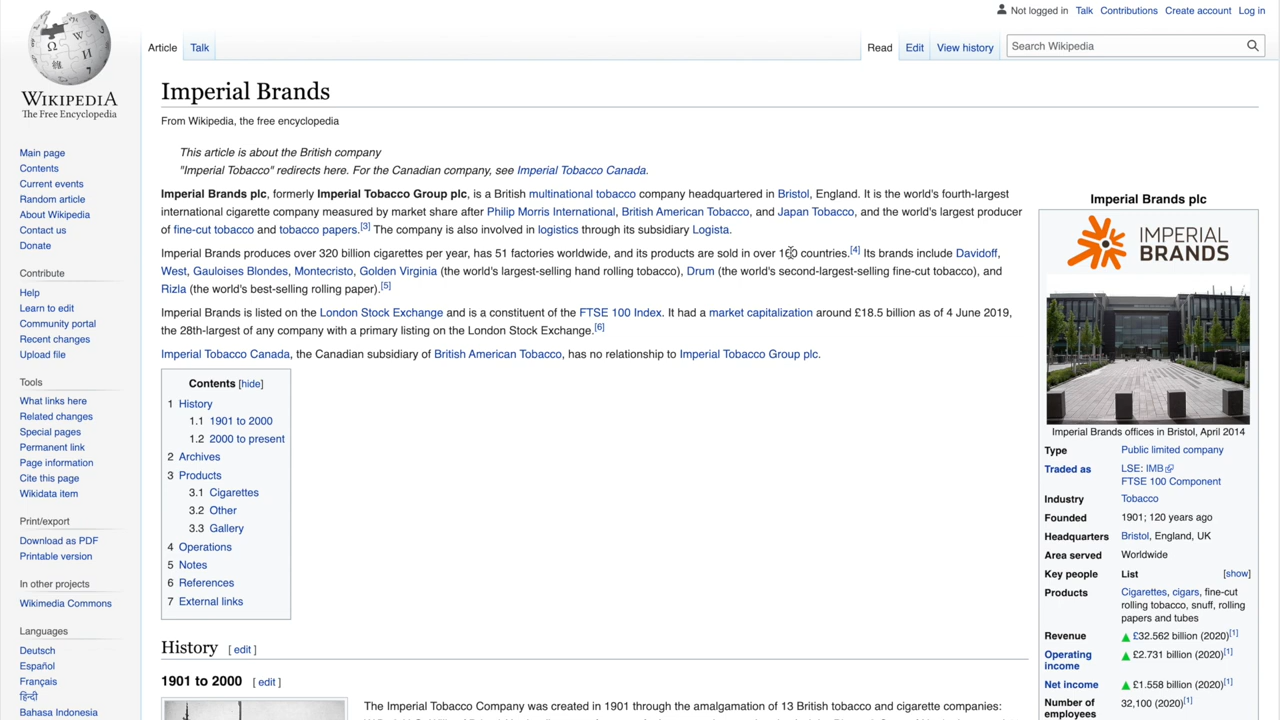 Not logged in Talk Contributions Create account Log in
Article Talk Read Edit View history Search Wikipedia
WIKIPEDIA
The Free Encyclopedia
Main page
Contents
Current events
Random article
About Wikipedia
Contact us
Donate
Contribute
Help
Learn to edit
Community portal
Recent changes
Upload file
Tools
What links here
Related changes
Special pages
Permanent link
Page information
Cite this page
Wikidata item
Print/export
Download as PDF
Printable version
In other projects
Wikimedia Commons
Languages
Deutsch
Español
Français
हिन्दी
Bahasa Indonesia
Imperial Brands
From Wikipedia, the free encyclopedia
This article is about the British company
"Imperial Tobacco" redirects here. For the Canadian company, see Imperial Tobacco Canada.
Imperial Brands plc, formerly Imperial Tobacco Group plc, is a British multinational tobacco company headquartered in Bristol, England. It is the world's fourth-largest
international cigarette company measured by market share after Philip Morris International, British American Tobacco, and Japan Tobacco, and the world's largest producer
of fine-cut tobacco and tobacco papers.[3] The company is also involved in logistics through its subsidiary Logista.
Imperial Brands produces over 320 billion cigarettes per year, has 51 factories worldwide, and its products are sold in over 160 countries.[4] Its brands include Davidoff,
West, Gauloises Blondes, Montecristo, Golden Virginia (the world's largest-selling hand rolling tobacco), Drum (the world's second-largest-selling fine-cut tobacco), and
Rizla (the world's best-selling rolling paper).[5]
Imperial Brands is listed on the London Stock Exchange and is a constituent of the FTSE 100 Index. It had a market capitalization around £18.5 billion as of 4 June 2019,
the 28th-largest of any company with a primary listing on the London Stock Exchange.[6]
Imperial Tobacco Canada, the Canadian subsidiary of British American Tobacco, has no relationship to Imperial Tobacco Group plc.
Contents [hide]
1 History
1.1 1901 to 2000
1.2 2000 to present
2 Archives
3 Products
3.1 Cigarettes
3.2 Other
3.3 Gallery
4 Operations
5 Notes
6 References
7 External links
History [ edit ]
1901 to 2000 [ edit ]
The Imperial Tobacco Company was created in 1901 through the amalgamation of 13 British tobacco and cigarette companies:
Imperial Brands plc
IMPERIAL
BRANDS
Imperial Brands offices in Bristol, April 2014
Type Public limited company
Traded as LSE: IMB
FTSE 100 Component
Industry Tobacco
Founded 1901; 120 years ago
Headquarters Bristol, England, UK
Area served Worldwide
Key people List [show]
Products Cigarettes, cigars, fine-cut
rolling tobacco, snuff, rolling
papers and tubes
Revenue ▲ £32.562 billion (2020)[1]
Operating income ▲ £2.731 billion (2020)[1]
Net income ▲ £1.558 billion (2020)[1]
Number of employees 32,100 (2020)[1]